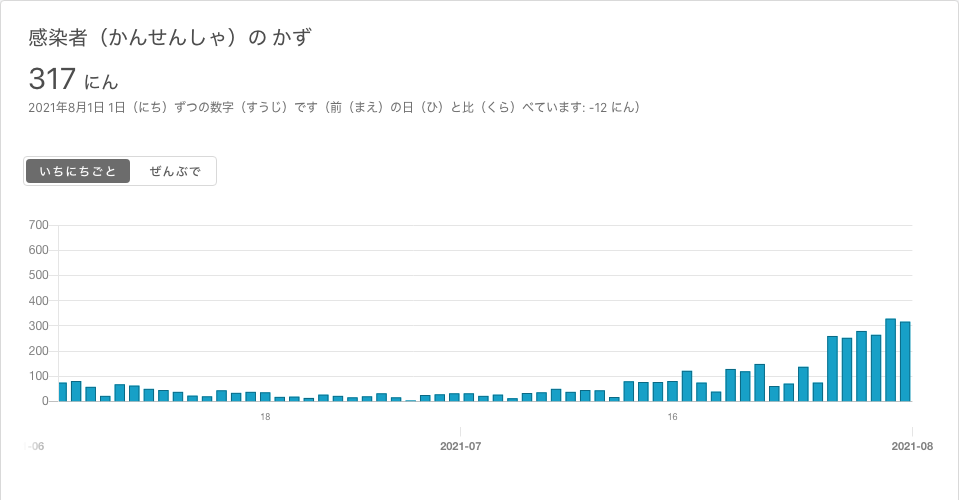 感染者（かんせんしゃ）の かず
317 にん
2021年8月1日 1日（にち）ずつの数字（すうじ）です（前（まえ）の日（ひ）と比（くら）べています: -12 にん）
いちにちごと ぜんぶで
700
600
500
400
300
200
100
0
18 16
-06 2021-07 2021-08